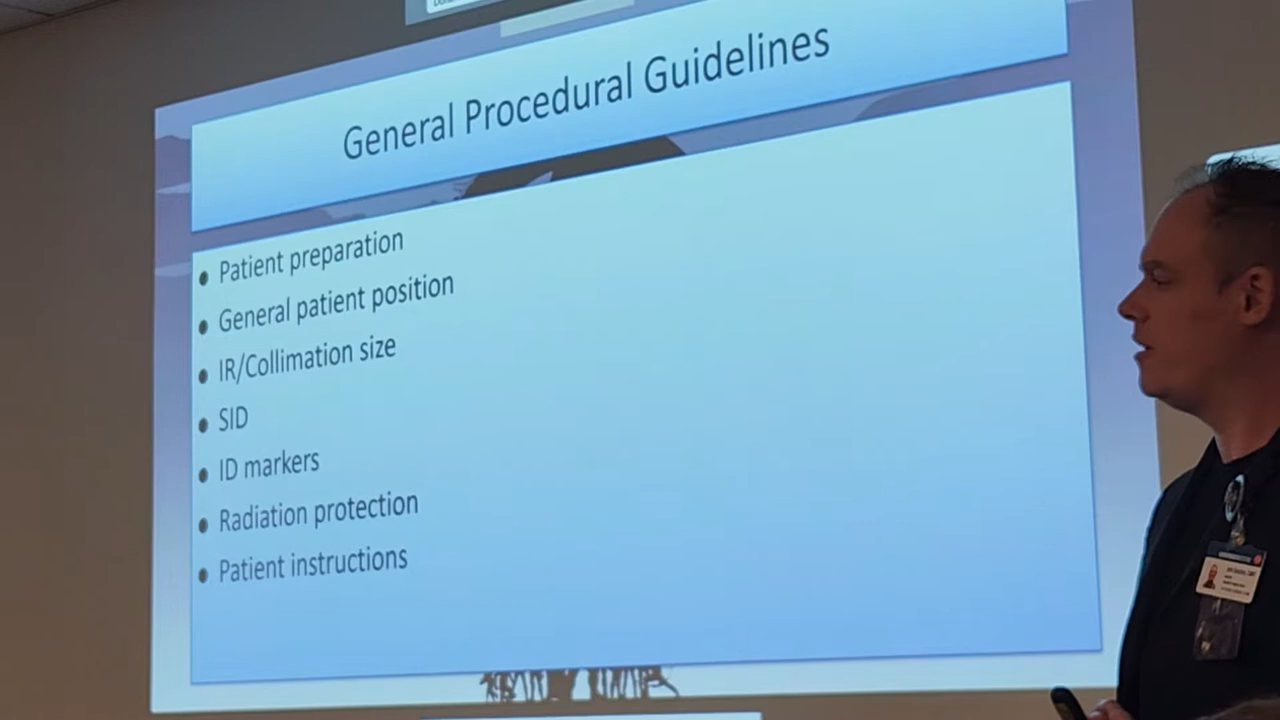 General Procedural Guidelines
Patient preparation
General patient position
IR/Collimation size
SID
ID markers
Radiation protection
Patient instructions